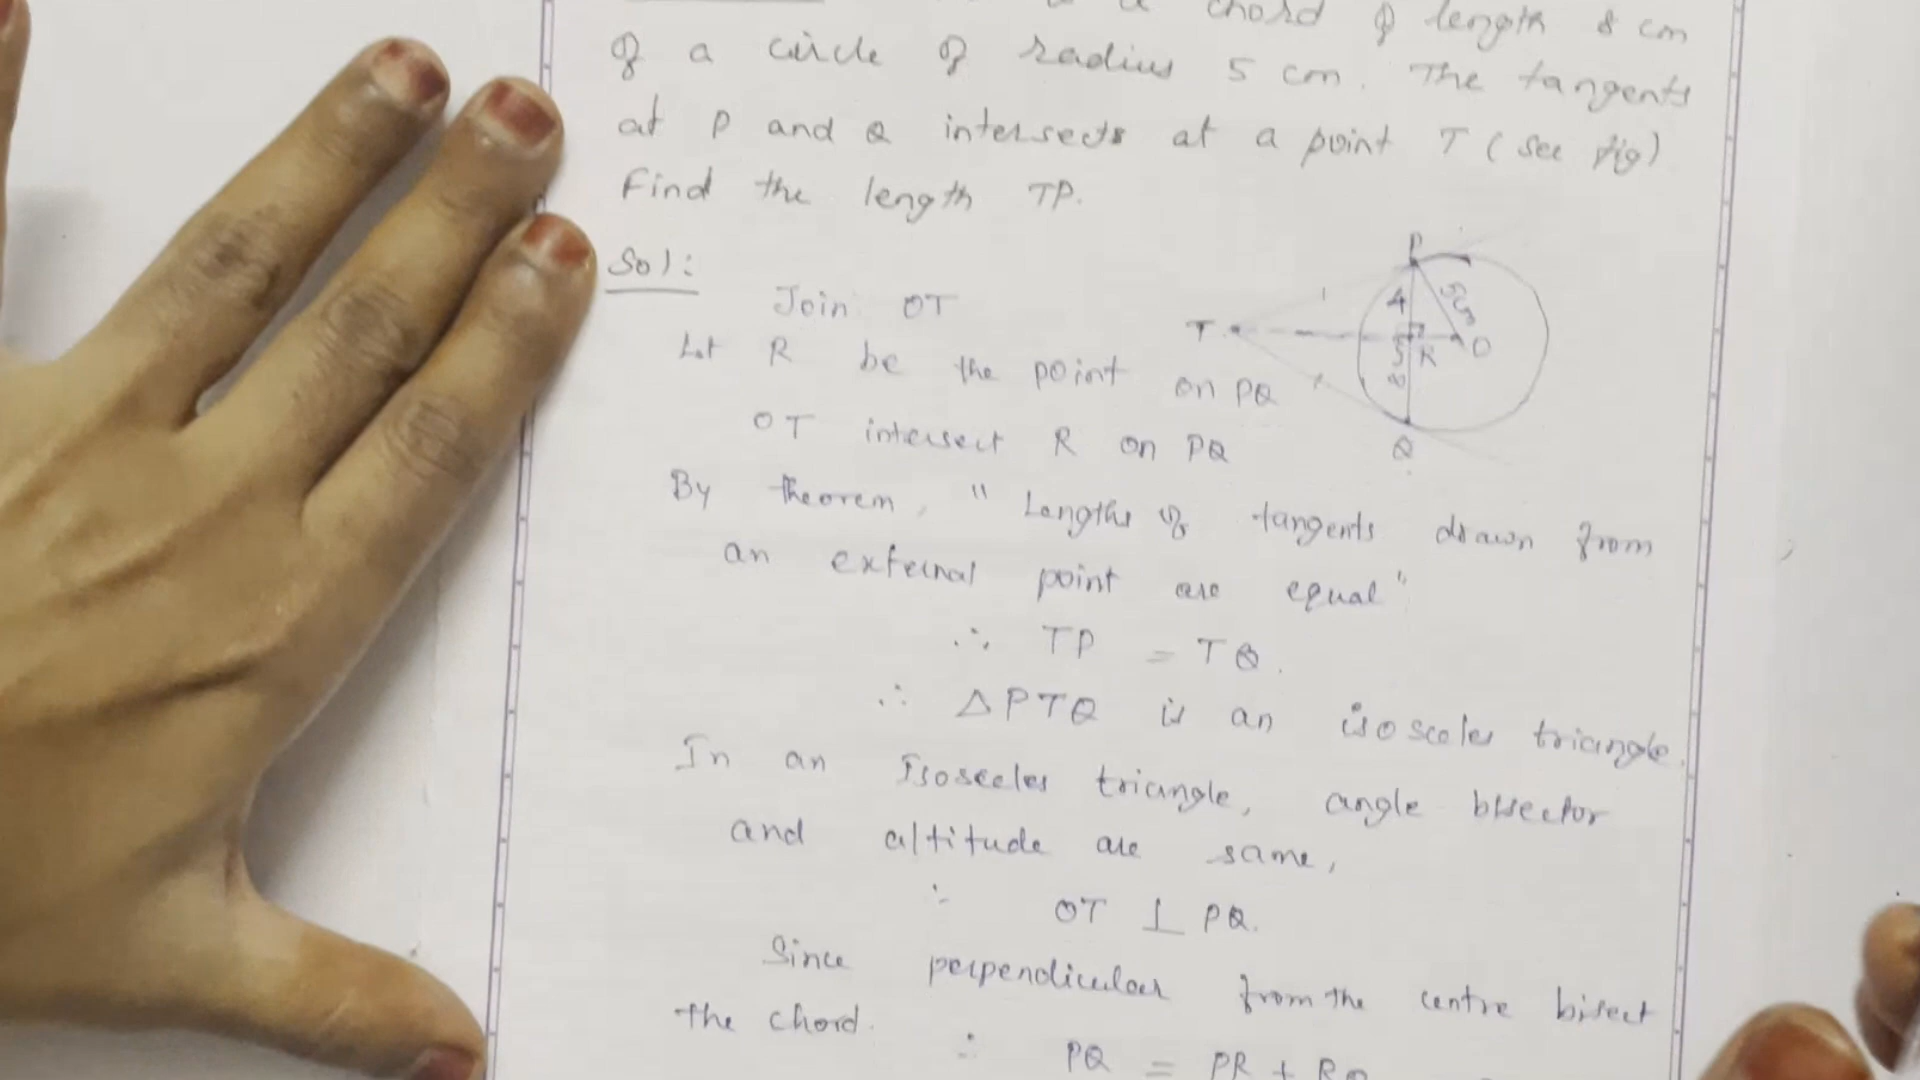 a chord of length 8 cm
of a circle of radius 5 cm. The tangents
at P and Q intersects at a point T (see fig)
Find the length TP.
Sol:
Join OT
Let R be the point on PQ
OT intersect R on PQ
P
4
5cm
T
R
O
8
Q
By theorem, "Lengths of tangents drawn from
an external point are equal"
∴ TP = TQ.
∴ △PTQ is an isosceles triangle.
In an Isosceles triangle, angle bisector
and altitude are same,
∴ OT ⊥ PQ.
Since perpendicular from the centre bisect
the chord.
∴ PQ = PR + RQ